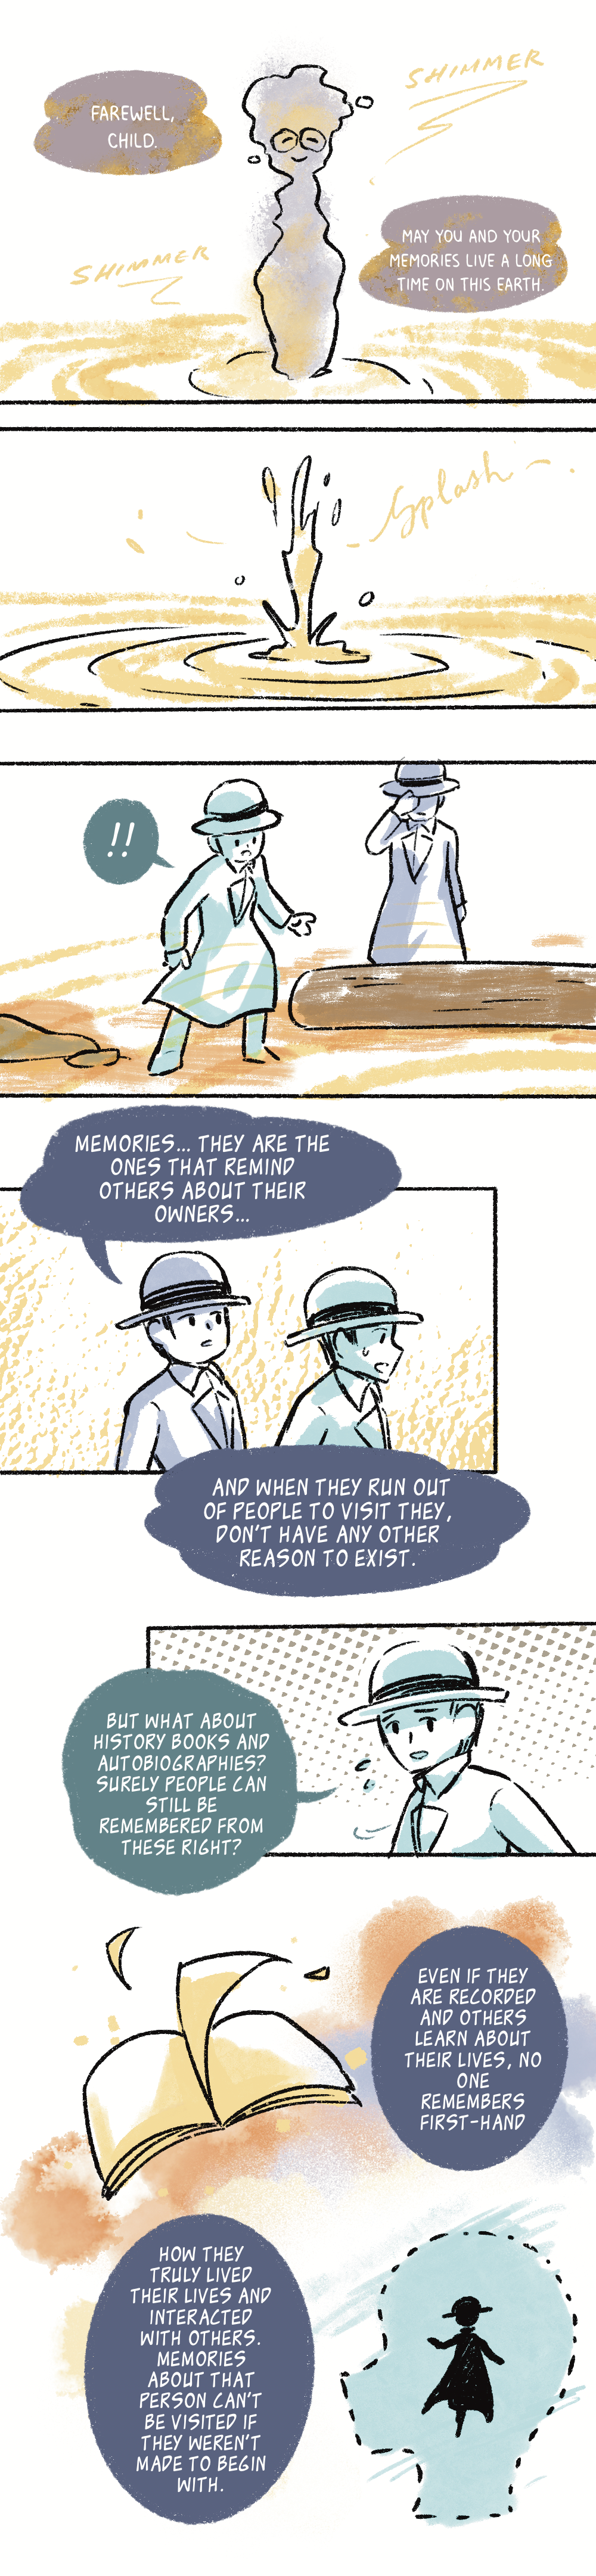 SHIMMER
FAREWELL,
CHILD.
MAY YOU AND YOUR
MEMORIES LIVE A LONG
TIME ON THIS EARTH.
SHIMMER
Splash
!!
MEMORIES... THEY ARE THE
ONES THAT REMIND
OTHERS ABOUT THEIR
OWNERS...
AND WHEN THEY RUN OUT
OF PEOPLE TO VISIT THEY,
DON'T HAVE ANY OTHER
REASON TO EXIST.
BUT WHAT ABOUT
HISTORY BOOKS AND
AUTOBIOGRAPHIES?
SURELY PEOPLE CAN
STILL BE
REMEMBERED FROM
THESE RIGHT?
EVEN IF THEY
ARE RECORDED
AND OTHERS
LEARN ABOUT
THEIR LIVES, NO
ONE
REMEMBERS
FIRST-HAND
HOW THEY
TRULY LIVED
THEIR LIVES AND
INTERACTED
WITH OTHERS.
MEMORIES
ABOUT THAT
PERSON CAN'T
BE VISITED IF
THEY WEREN'T
MADE TO BEGIN
WITH.